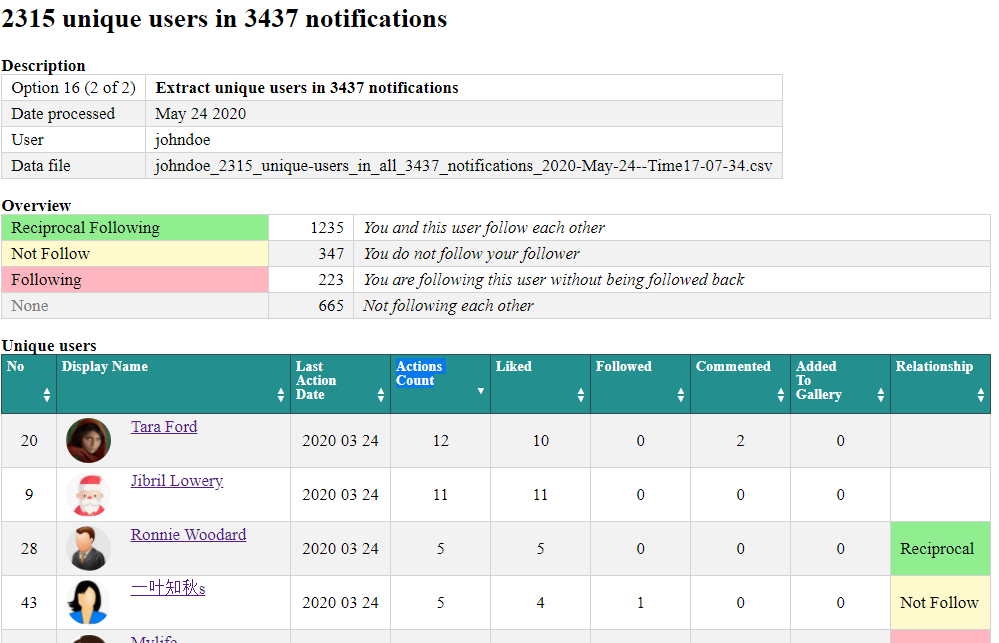 2315 unique users in 3437 notifications
Description
Option 16 (2 of 2) Extract unique users in 3437 notifications
Date processed May 24 2020
User johndoe
Data file johndoe_2315_unique-users_in_all_3437_notifications_2020-May-24--Time17-07-34.csv
Overview
Reciprocal Following 1235 You and this user follow each other
Not Follow 347 You do not follow your follower
Following 223 You are following this user without being followed back
None 665 Not following each other
Unique users
No Display Name Last Action Date Actions Count Liked Followed Commented Added To Gallery Relationship
20 Tara Ford 2020 03 24 12 10 0 2 0
9 Jibril Lowery 2020 03 24 11 11 0 0 0
28 Ronnie Woodard 2020 03 24 5 5 0 0 0 Reciprocal
43 一叶知秋s 2020 03 24 5 4 1 0 0 Not Follow
Mylife